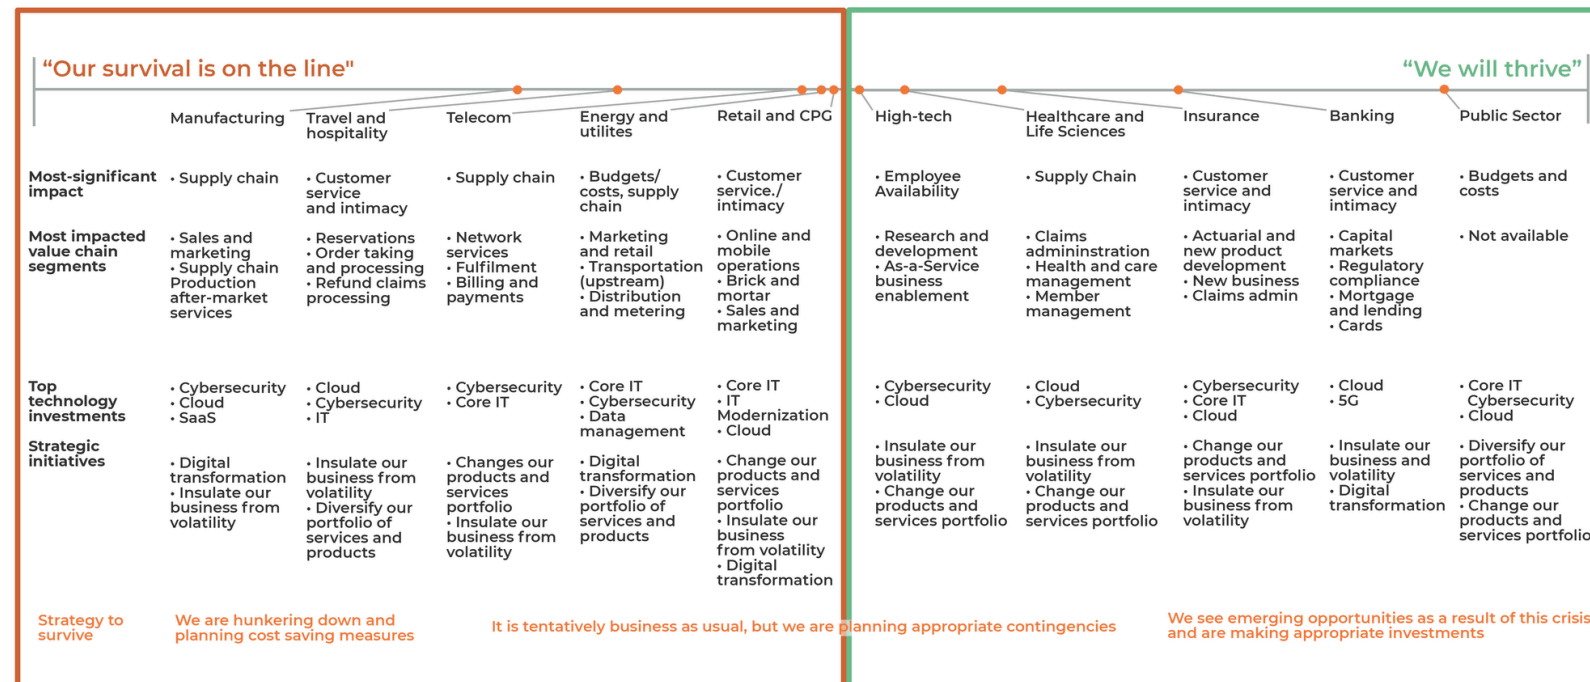 “Our survival is on the line"
“We will thrive”
Manufacturing
Travel and
hospitality
Telecom
Energy and
utilites
Retail and CPG
High-tech
Healthcare and
Life Sciences
Insurance
Banking
Public Sector
Most-significant
impact
• Supply chain
• Customer
service
and intimacy
• Supply chain
• Budgets/
costs, supply
chain
• Customer
service./
intimacy
• Employee
Availability
• Supply Chain
• Customer
service and
intimacy
• Customer
service and
intimacy
• Budgets and
costs
Most impacted
value chain
segments
• Sales and
marketing
• Supply chain
Production
after-market
services
• Reservations
• Order taking
and processing
• Refund claims
processing
• Network
services
• Fulfilment
• Billing and
payments
• Marketing
and retail
• Transportation
(upstream)
• Distribution
and metering
• Online and
mobile
operations
• Brick and
mortar
• Sales and
marketing
• Research and
development
• As-a-Service
business
enablement
• Claims
admininstration
• Health and care
management
• Member
management
• Actuarial and
new product
development
• New business
• Claims admin
• Capital
markets
• Regulatory
compliance
• Mortgage
and lending
• Cards
• Not available
Top
technology
investments
• Cybersecurity
• Cloud
• SaaS
• Cloud
• Cybersecurity
• IT
• Cybersecurity
• Core IT
• Core IT
• Cybersecurity
• Data
management
• Core IT
• IT
Modernization
• Cloud
• Cybersecurity
• Cloud
• Cloud
• Cybersecurity
• Cybersecurity
• Core IT
• Cloud
• Cloud
• 5G
• Core IT
Cybersecurity
• Cloud
Strategic
initiatives
• Digital
transformation
• Insulate our
business from
volatility
• Insulate our
business from
volatility
• Diversify our
portfolio of
services and
products
• Changes our
products and
services
portfolio
• Insulate our
business from
volatility
• Digital
transformation
• Diversify our
portfolio of
services and
products
• Change our
products and
services
portfolio
• Insulate our
business
from volatility
• Digital
transformation
• Insulate our
business from
volatility
• Change our
products and
services portfolio
• Insulate our
business from
volatility
• Change our
products and
services portfolio
• Change our
products and
services portfolio
• Insulate our
business from
volatility
• Insulate our
business and
volatility
• Digital
transformation
• Diversify our
portfolio of
services and
products
• Change our
products and
services portfolio
Strategy to
survive
We are hunkering down and
planning cost saving measures
It is tentatively business as usual, but we are planning appropriate contingencies
We see emerging opportunities as a result of this crisis
and are making appropriate investments